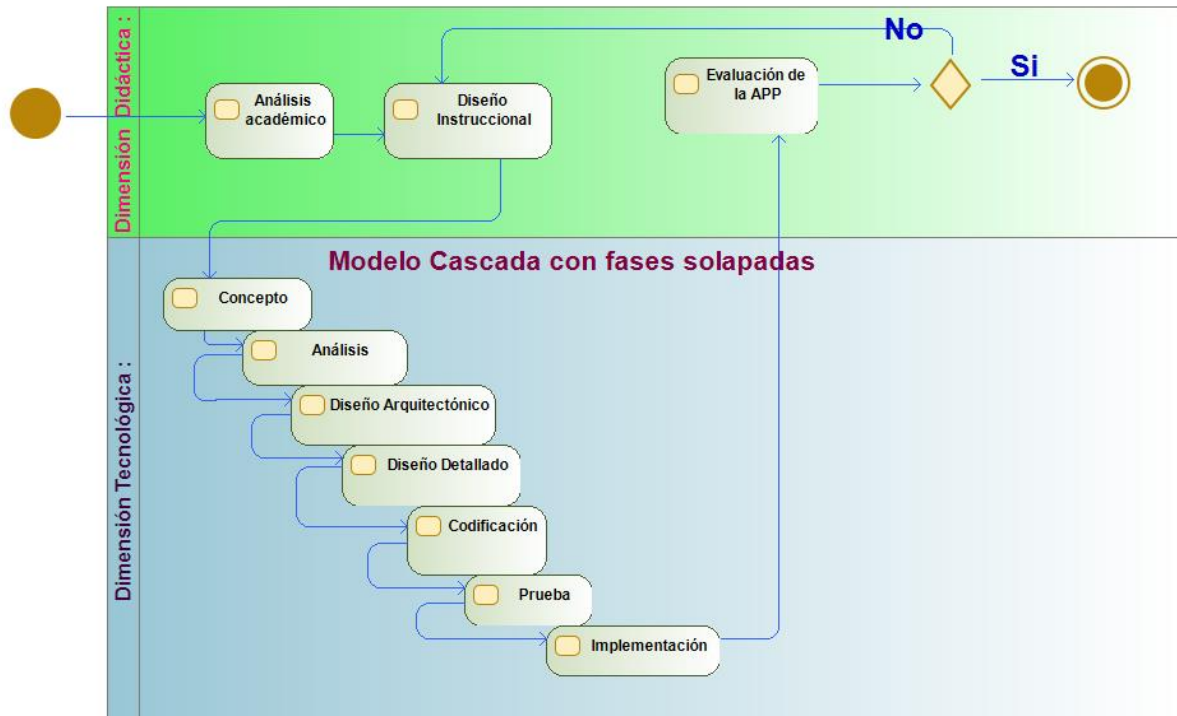 Dimensión Didáctica :
No
Si
Análisis
académico
Diseño
Instruccional
Evaluación de
la APP
Dimensión Tecnológica :
Modelo Cascada con fases solapadas
Concepto
Análisis
Diseño Arquitectónico
Diseño Detallado
Codificación
Prueba
Implementación